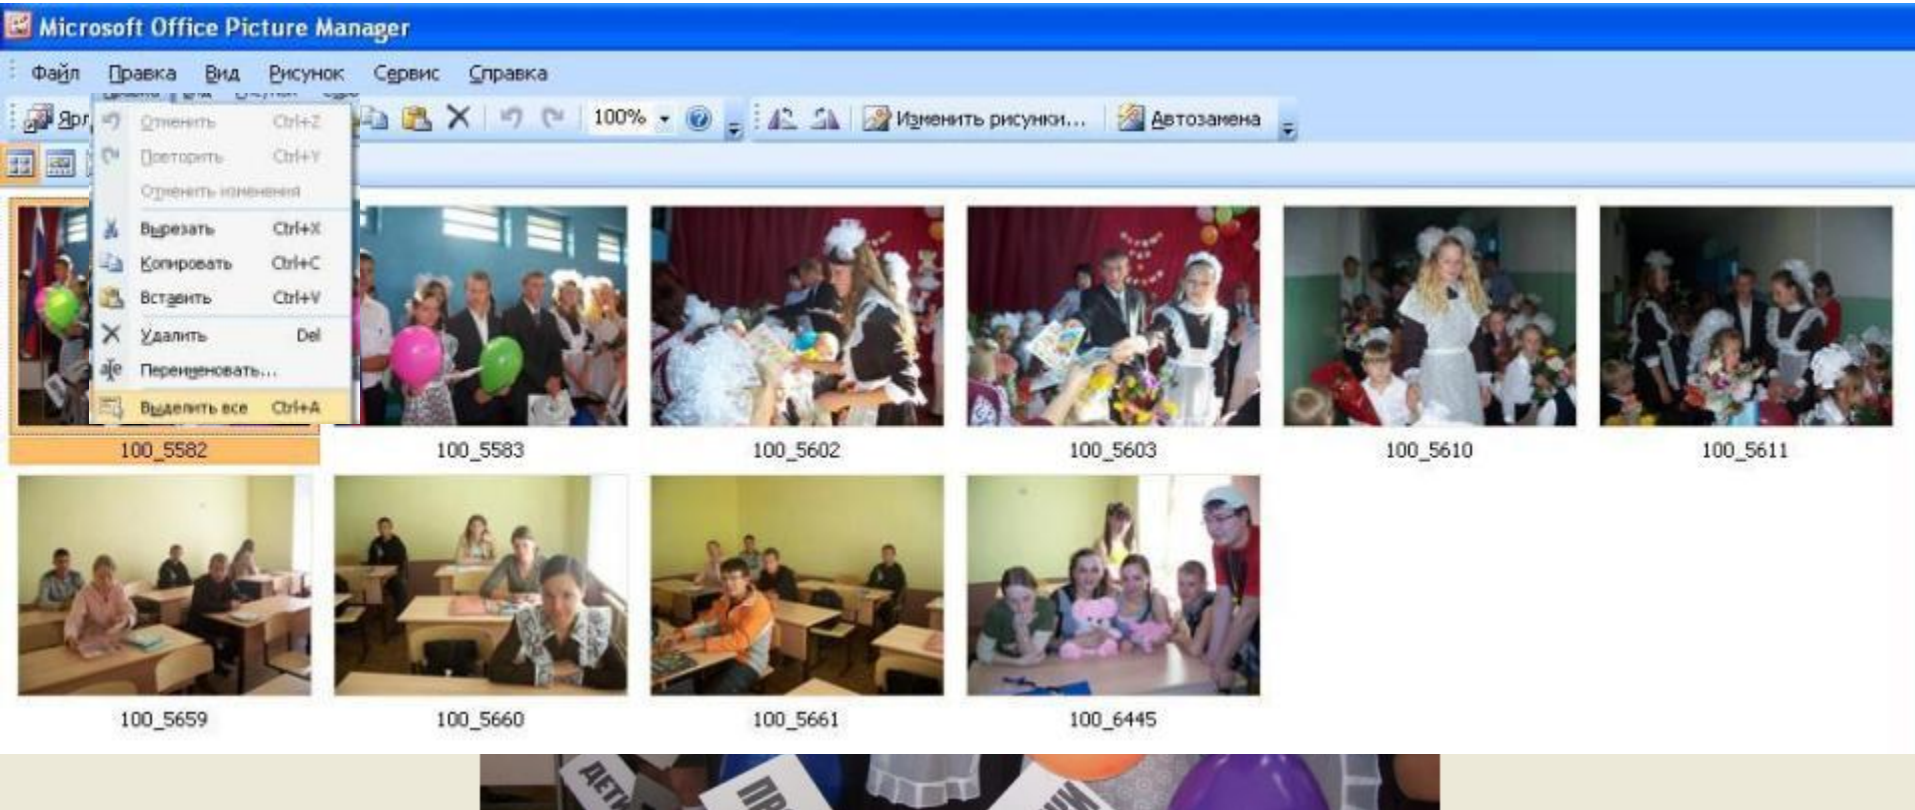 Microsoft Office Picture Manager
Файл Правка Вид Рисунок Сервис Справка
Ярл 100% Изменить рисунки... Автозамена
Отменить Ctrl+Z
Повторить Ctrl+Y
Отменить изменения
Вырезать Ctrl+X
Копировать Ctrl+C
Вставить Ctrl+V
Удалить Del
Переименовать...
Выделить все Ctrl+A
100_5582 100_5583 100_5602 100_5603 100_5610 100_5611
100_5659 100_5660 100_5661 100_6445
ДЕТИ